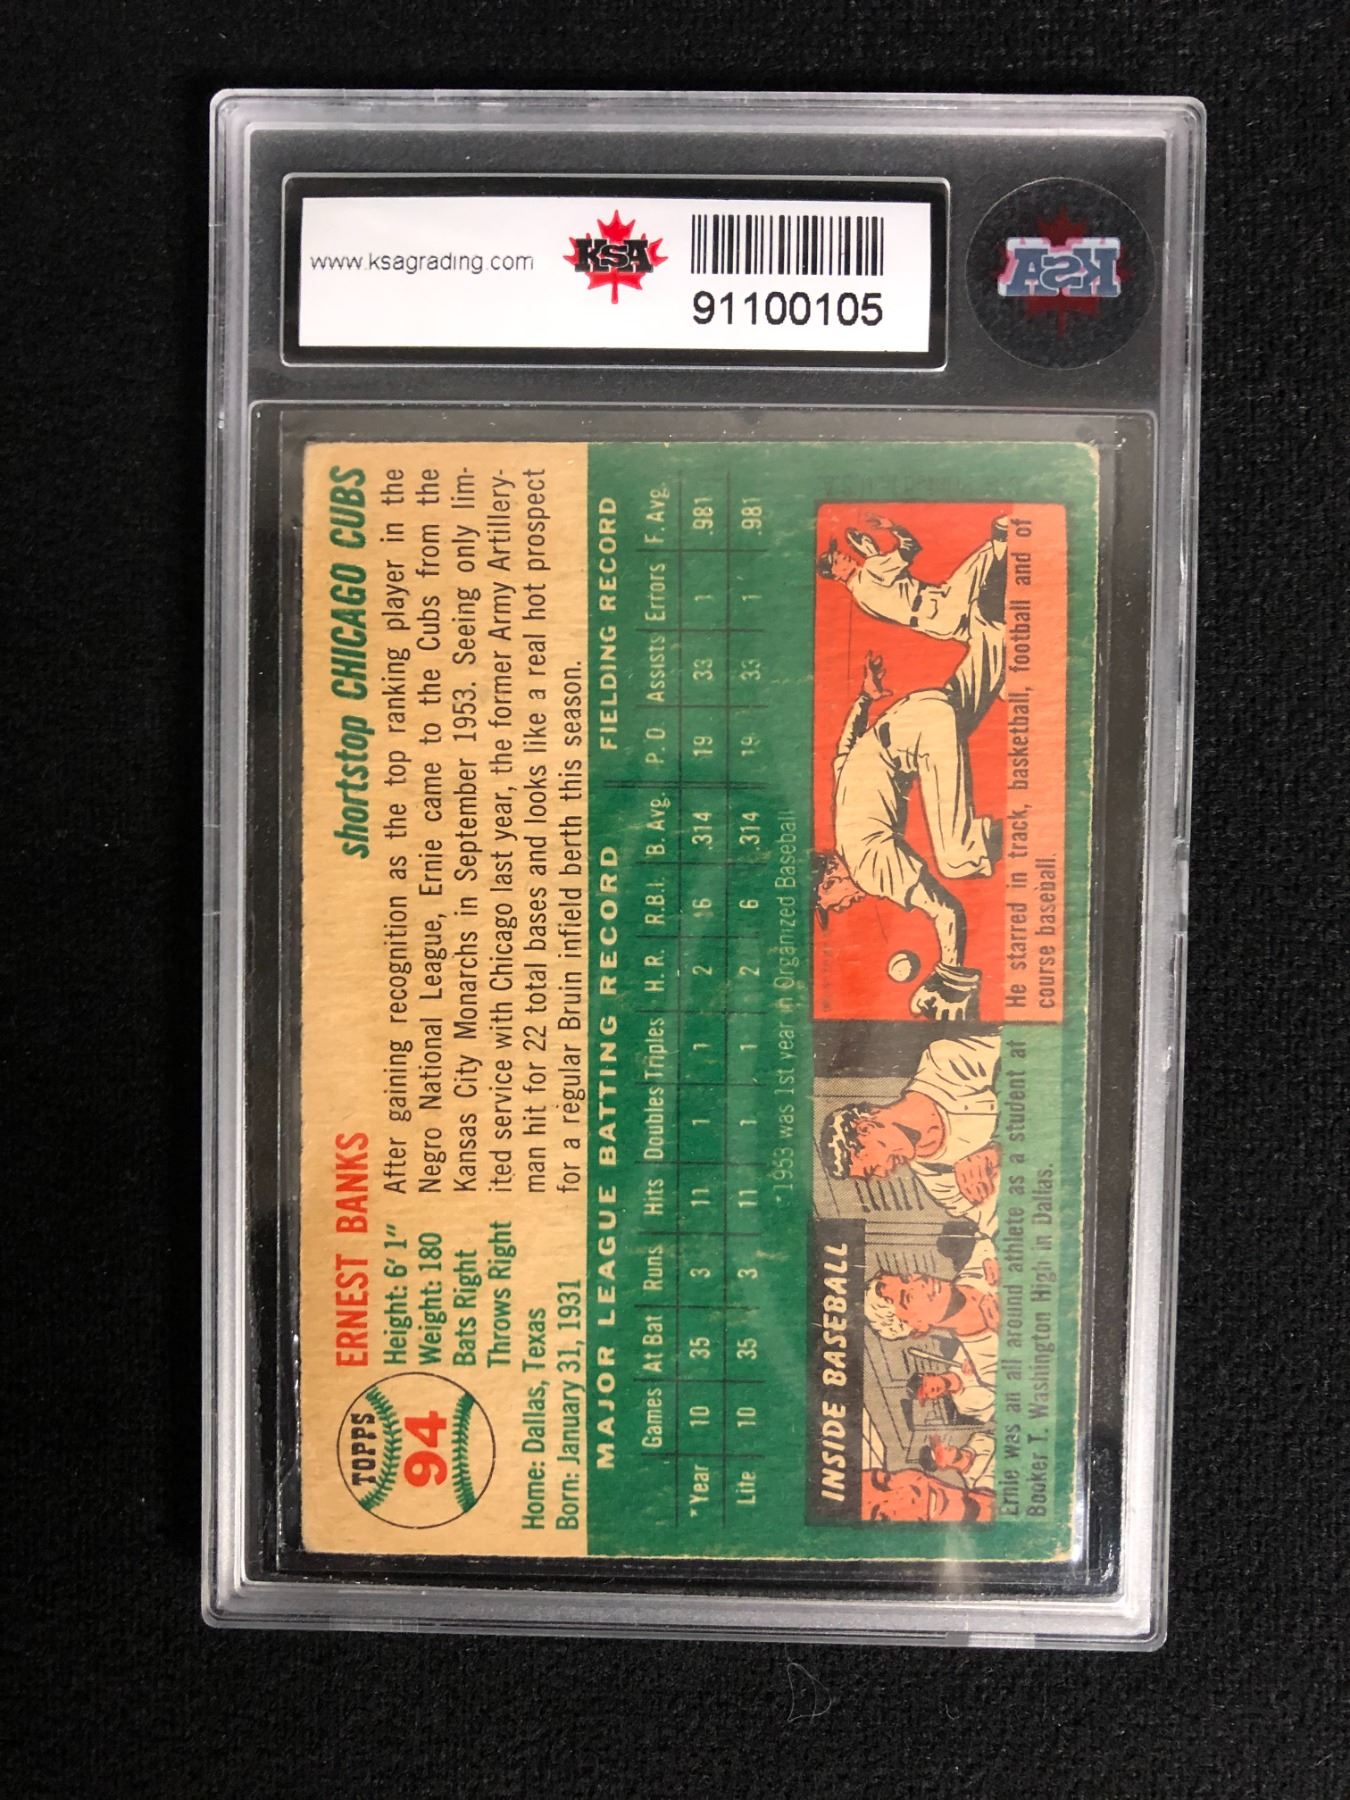 www.ksagrading.com
KSA
91100105
KSA
TOPPS
94
ERNEST BANKS
shortstop CHICAGO CUBS
Height: 6' 1"
Weight: 180
Bats Right
Throws Right
Home: Dallas, Texas
Born: January 31, 1931
After gaining recognition as the top ranking player in the
Negro National League, Ernie came to the Cubs from the
Kansas City Monarchs in September 1953. Seeing only lim-
ited service with Chicago last year, the former Army Artillery-
man hit for 22 total bases and looks like a real hot prospect
for a regular Bruin infield berth this season.
MAJOR LEAGUE BATTING RECORD FIELDING RECORD
Games At Bat Runs Hits Doubles Triples H.R. R.B.I. B. Avg. P.O. Assists Errors F. Avg.
*Year 10 35 3 11 1 1 2 6 .314 19 33 1 .981
Life 10 35 3 11 1 1 2 6 .314 19 33 1 .981
*1953 was 1st year in Organized Baseball
INSIDE BASEBALL
Ernie was an all around athlete as a student at
Booker T. Washington High in Dallas.
He starred in track, basketball, football and of
course baseball.